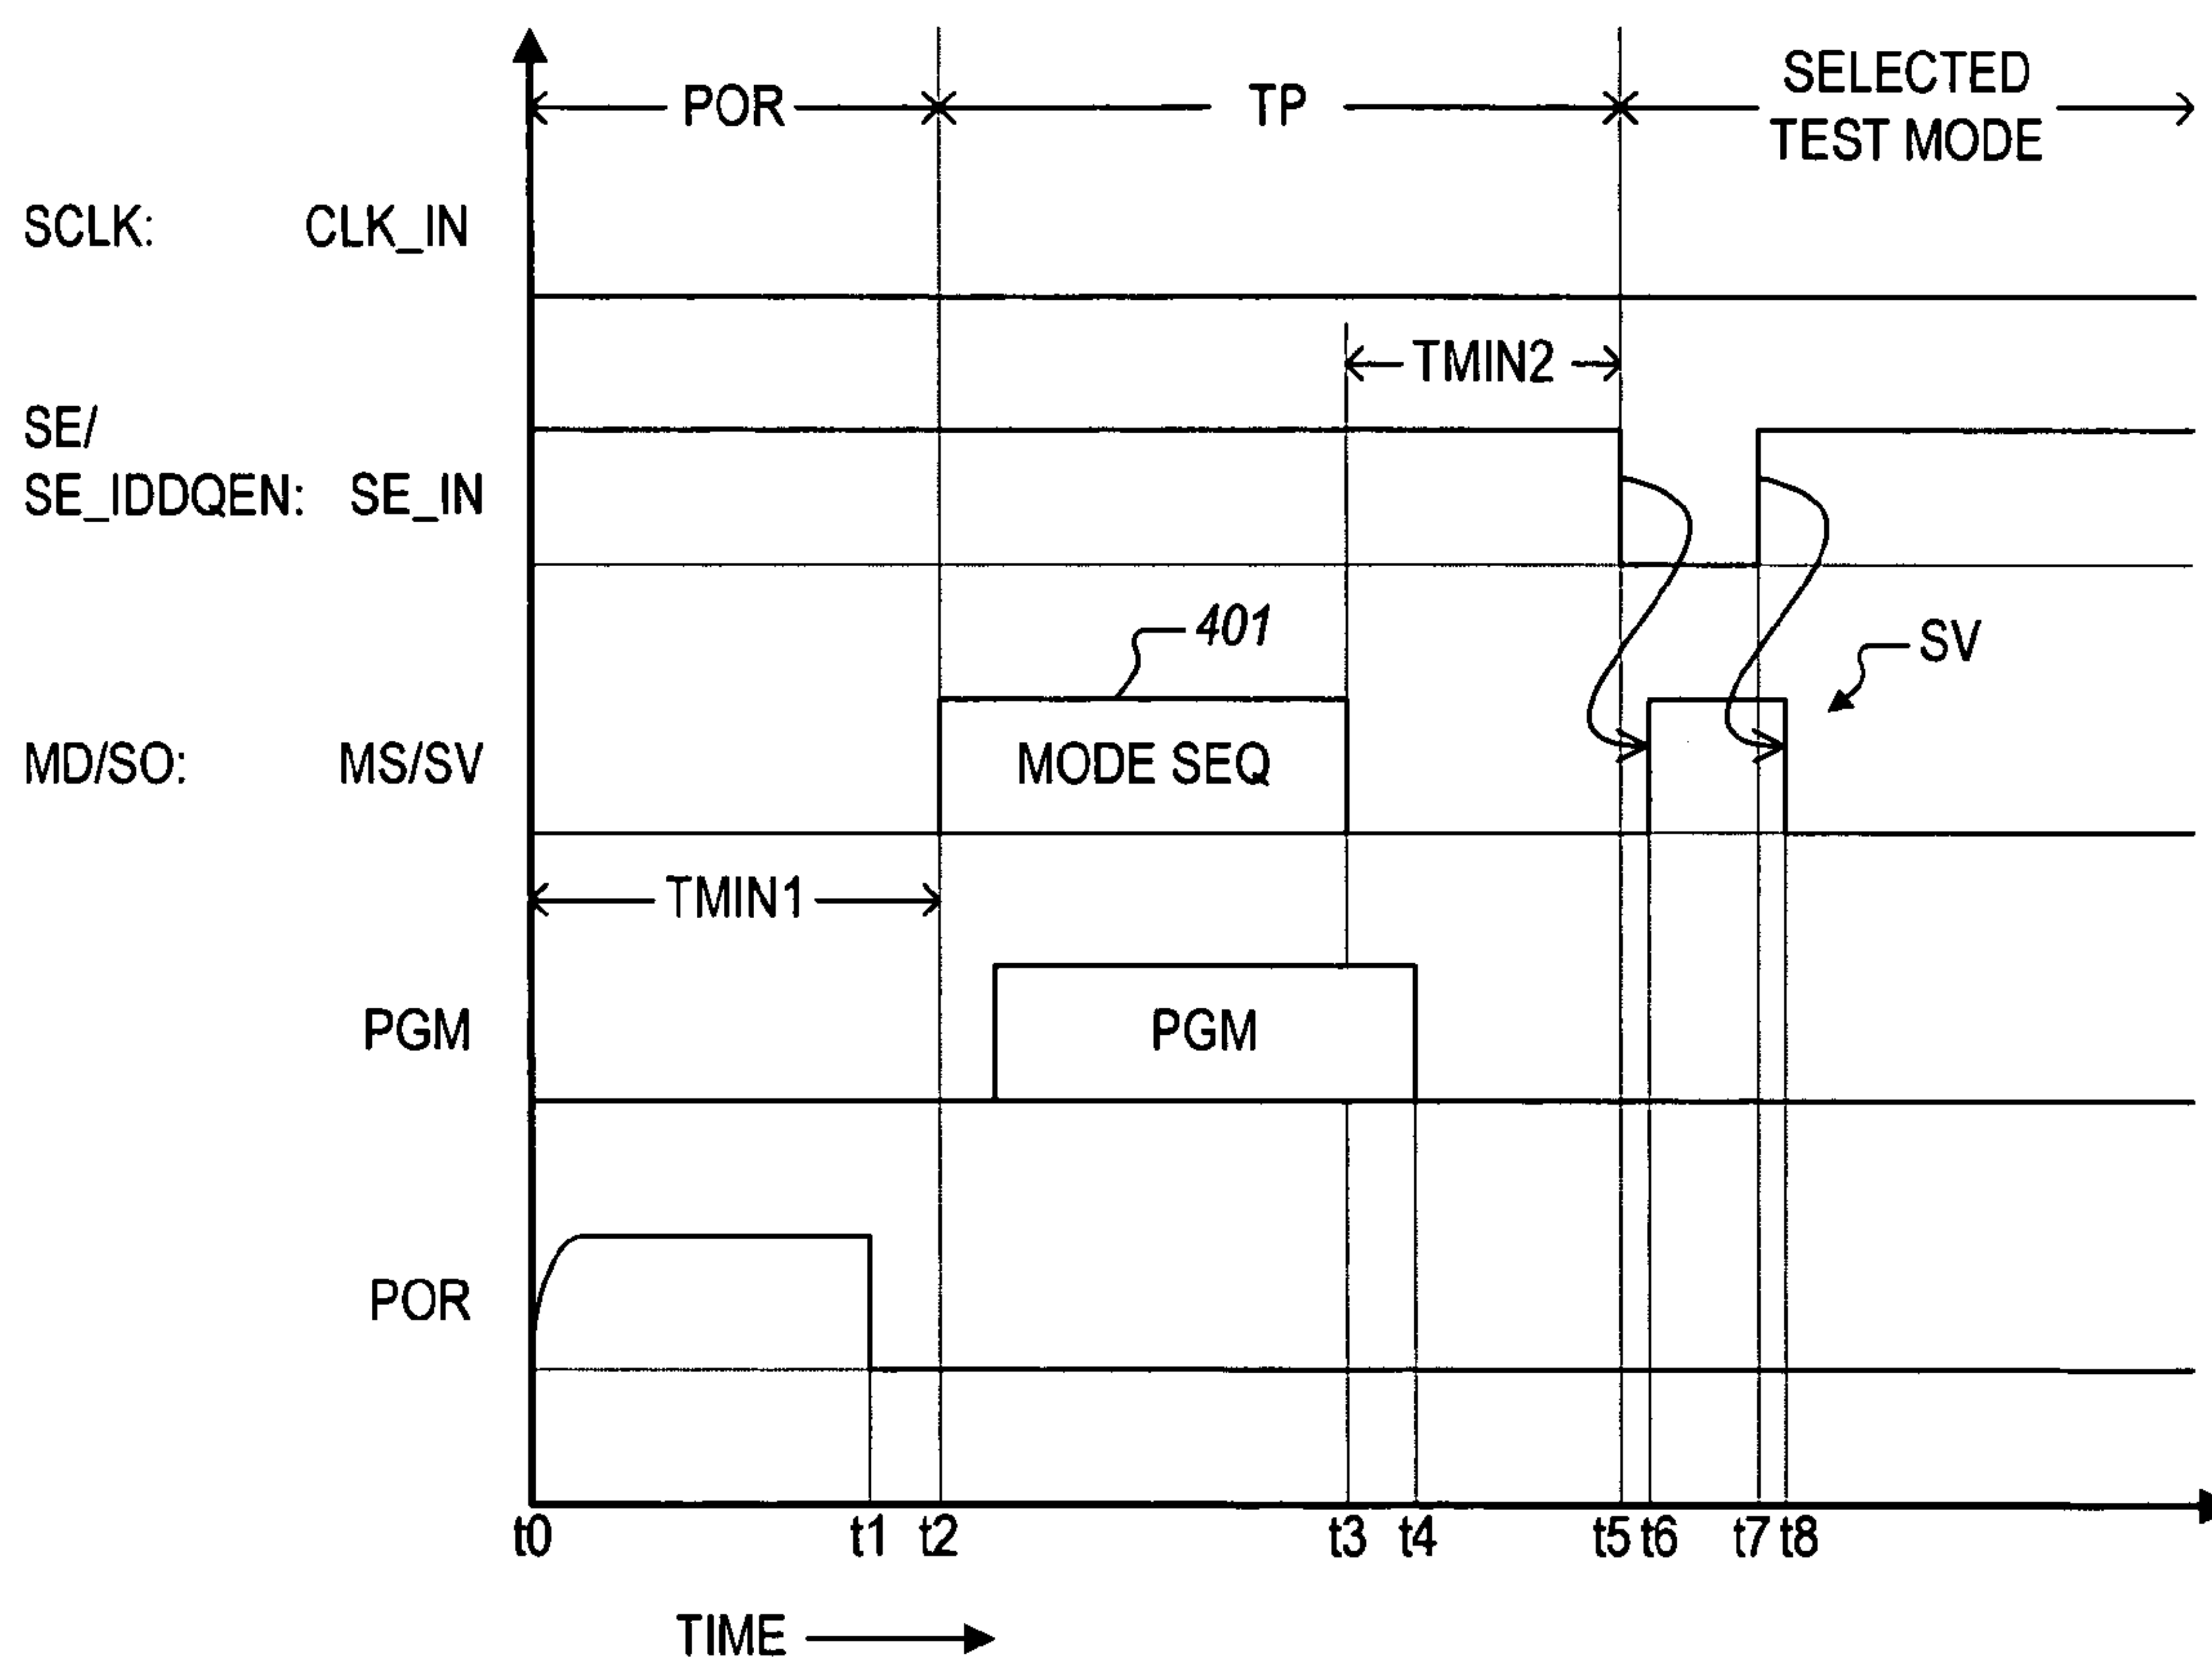 POR TP SELECTED
TEST MODE
SCLK: CLK_IN
TMIN2
SE/
SE_IDDQEN: SE_IN
401
SV
MD/SO: MS/SV MODE SEQ
TMIN1
PGM PGM
POR
t0 t1 t2 t3 t4 t5 t6 t7 t8
TIME